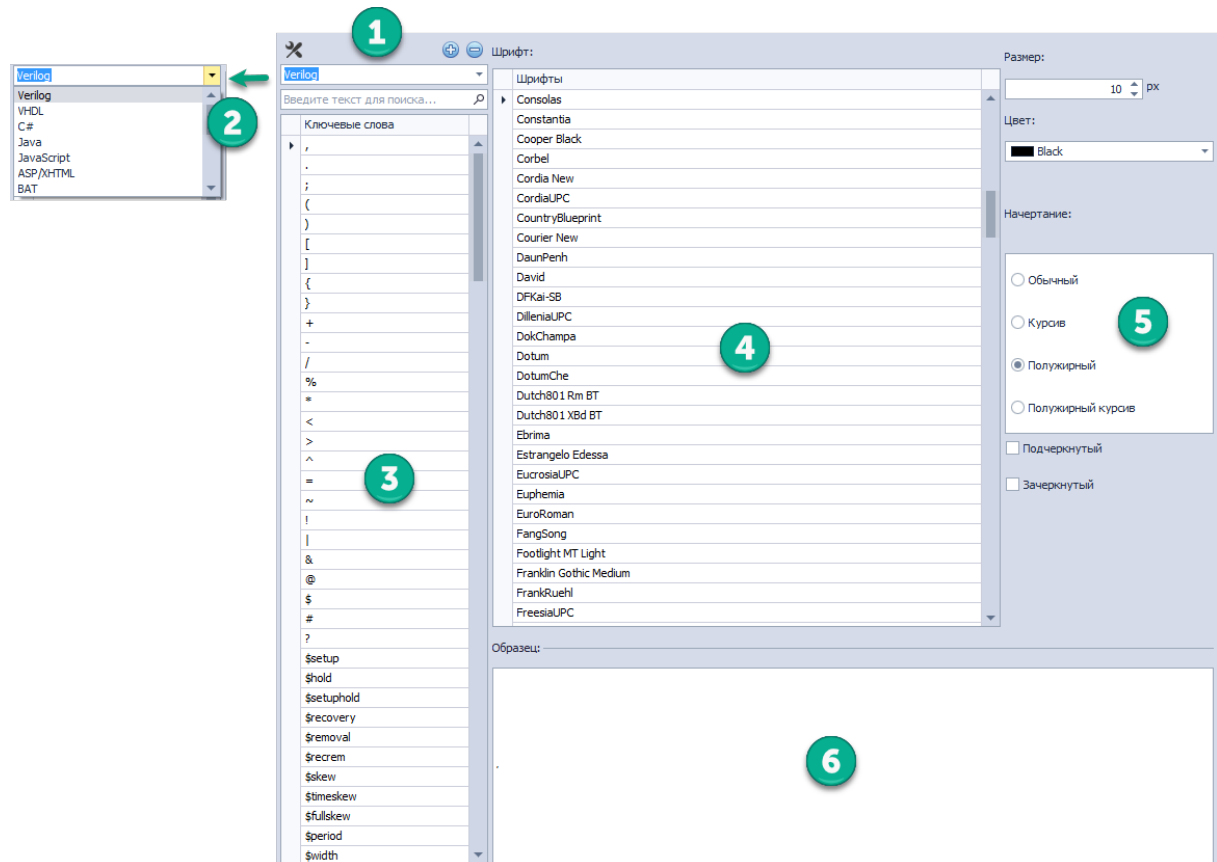 1
Шрифт:
Размер:
Verilog
Verilog
VHDL
C#
Java
JavaScript
ASP/XHTML
BAT
2
Verilog
Введите текст для поиска...
Ключевые слова
,
.
;
(
)
[
]
{
}
+
-
/
%
*
<
>
^
=
~
!
|
&
@
$
#
?
$setup
$hold
$setuphold
$recovery
$removal
$recrem
$skew
$timeskew
$fullskew
$period
$width
3
Шрифты
Consolas
Constantia
Cooper Black
Corbel
Cordia New
CordiaUPC
CountryBlueprint
Courier New
DaunPenh
David
DFKai-SB
DilleniaUPC
DokChampa
Dotum
DotumChe
Dutch801 Rm BT
Dutch801 XBd BT
Ebrima
Estrangelo Edessa
EucrosiaUPC
Euphemia
EuroRoman
FangSong
Footlight MT Light
Franklin Gothic Medium
FrankRuehl
FreesiaUPC
4
10 px
Цвет:
Black
Начертание:
Обычный
Курсив
Полужирный
Полужирный курсив
5
Подчеркнутый
Зачеркнутый
Образец:
,
6